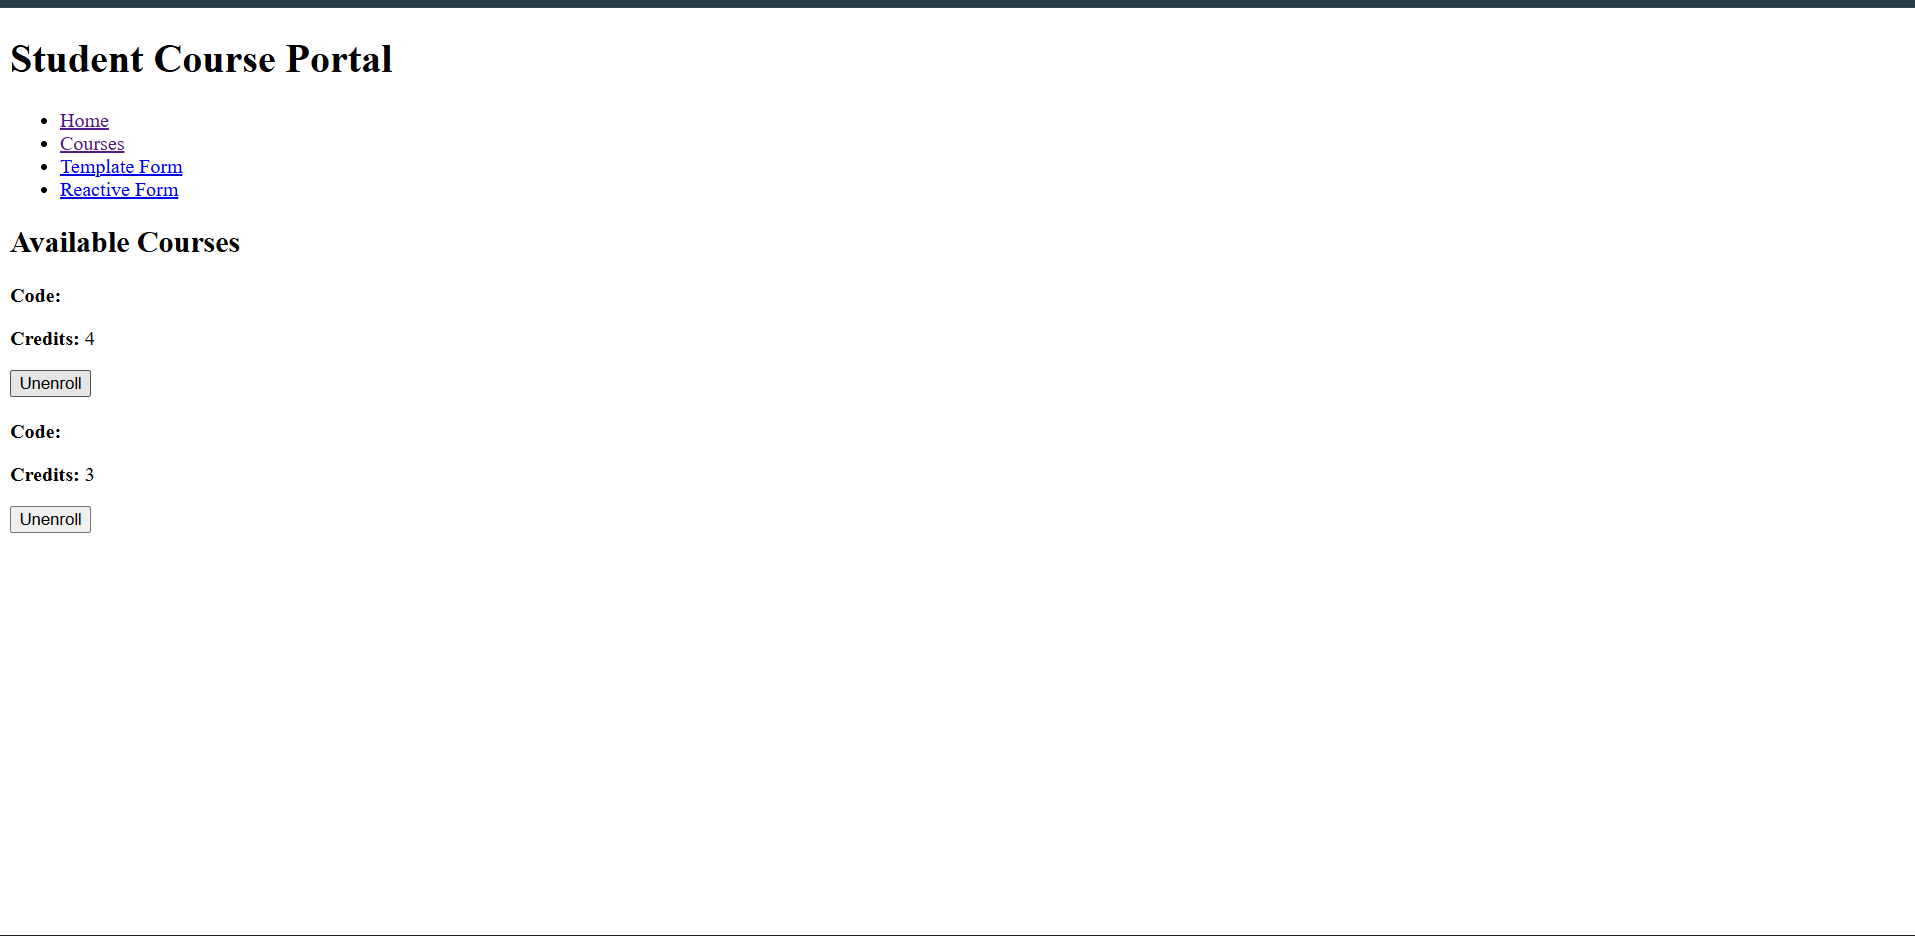 Student Course Portal
Home
Courses
Template Form
Reactive Form
Available Courses
Code:
Credits: 4
Unenroll
Code:
Credits: 3
Unenroll